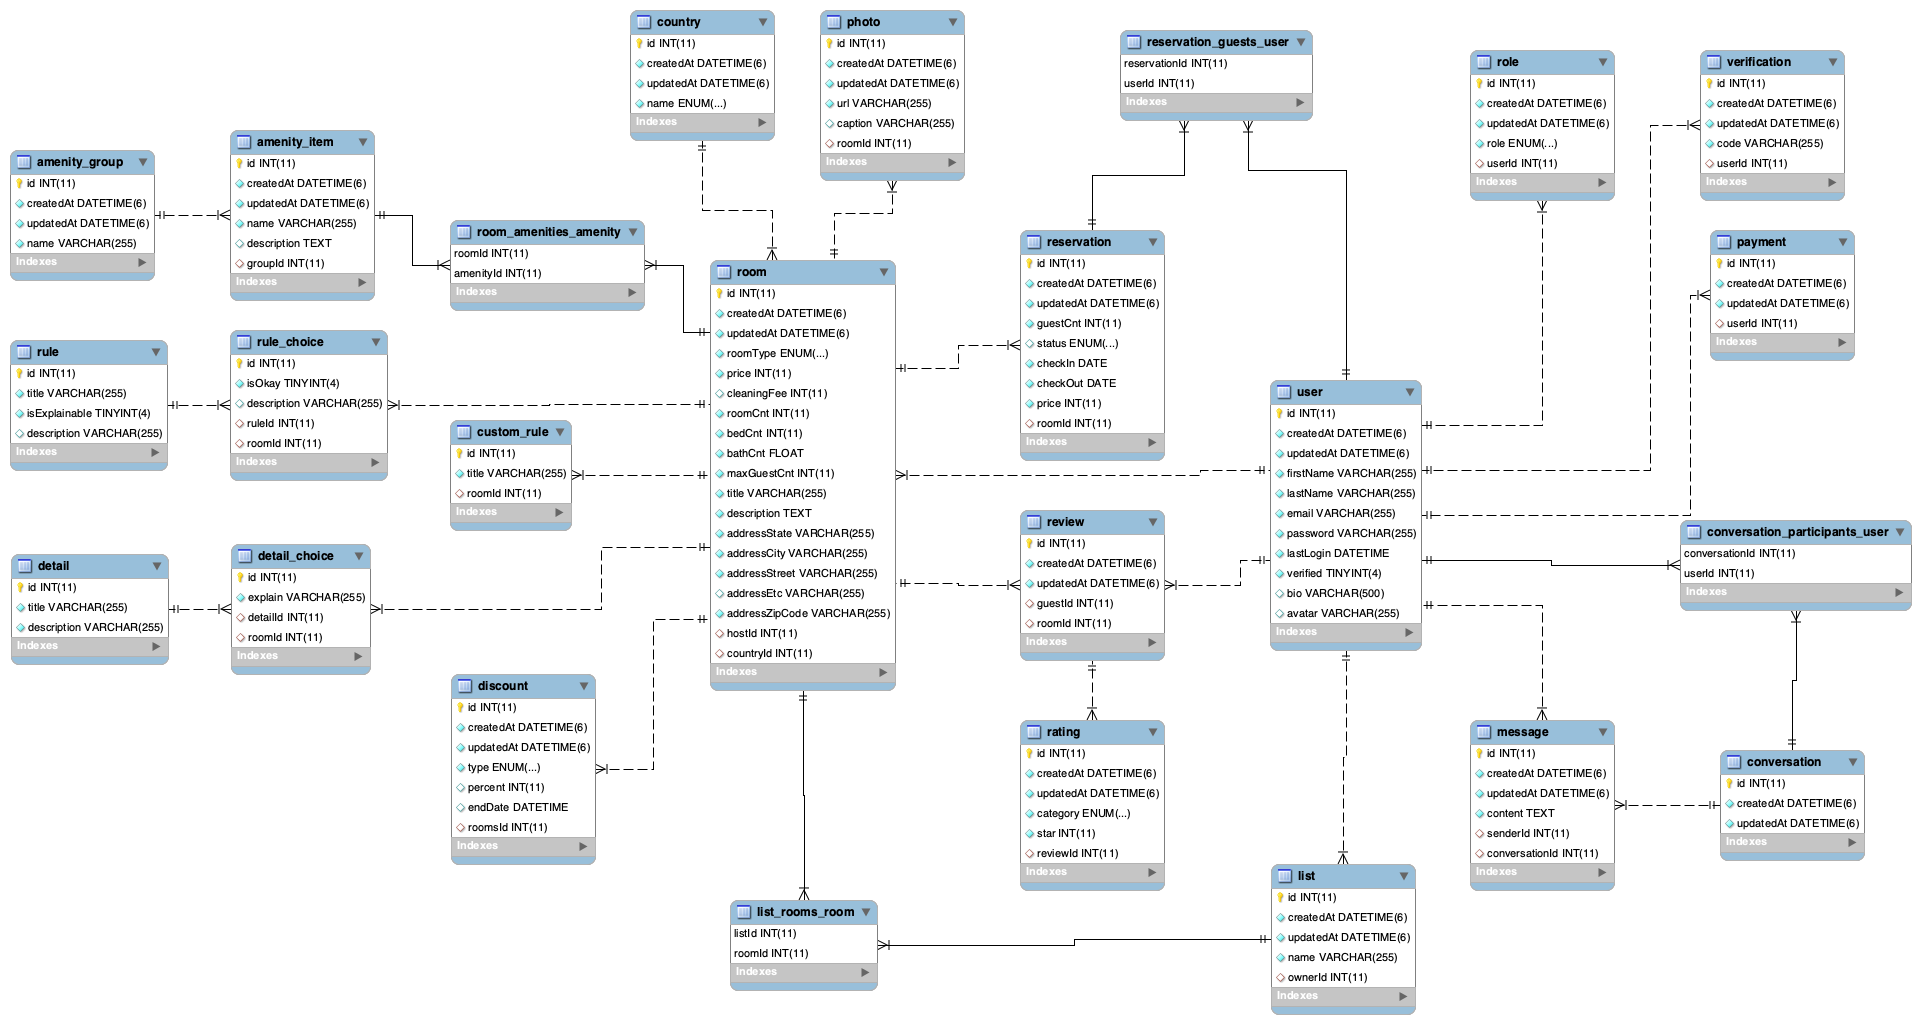 country
id INT(11)
createdAt DATETIME(6)
updatedAt DATETIME(6)
name ENUM(...)
Indexes
photo
id INT(11)
createdAt DATETIME(6)
updatedAt DATETIME(6)
url VARCHAR(255)
caption VARCHAR(255)
roomId INT(11)
Indexes
reservation_guests_user
reservationId INT(11)
userId INT(11)
Indexes
role
id INT(11)
createdAt DATETIME(6)
updatedAt DATETIME(6)
role ENUM(...)
userId INT(11)
Indexes
verification
id INT(11)
createdAt DATETIME(6)
updatedAt DATETIME(6)
code VARCHAR(255)
userId INT(11)
Indexes
amenity_group
id INT(11)
createdAt DATETIME(6)
updatedAt DATETIME(6)
name VARCHAR(255)
Indexes
amenity_item
id INT(11)
createdAt DATETIME(6)
updatedAt DATETIME(6)
name VARCHAR(255)
description TEXT
groupId INT(11)
Indexes
room_amenities_amenity
roomId INT(11)
amenityId INT(11)
Indexes
room
id INT(11)
createdAt DATETIME(6)
updatedAt DATETIME(6)
roomType ENUM(...)
price INT(11)
cleaningFee INT(11)
roomCnt INT(11)
bedCnt INT(11)
bathCnt FLOAT
maxGuestCnt INT(11)
title VARCHAR(255)
description TEXT
addressState VARCHAR(255)
addressCity VARCHAR(255)
addressStreet VARCHAR(255)
addressEtc VARCHAR(255)
addressZipCode VARCHAR(255)
hostId INT(11)
countryId INT(11)
Indexes
reservation
id INT(11)
createdAt DATETIME(6)
updatedAt DATETIME(6)
guestCnt INT(11)
status ENUM(...)
checkIn DATE
checkOut DATE
price INT(11)
roomId INT(11)
Indexes
payment
id INT(11)
createdAt DATETIME(6)
updatedAt DATETIME(6)
userId INT(11)
Indexes
rule
id INT(11)
title VARCHAR(255)
isExplainable TINYINT(4)
description VARCHAR(255)
Indexes
rule_choice
id INT(11)
isOkay TINYINT(4)
description VARCHAR(255)
ruleId INT(11)
roomId INT(11)
Indexes
custom_rule
id INT(11)
title VARCHAR(255)
roomId INT(11)
Indexes
user
id INT(11)
createdAt DATETIME(6)
updatedAt DATETIME(6)
firstName VARCHAR(255)
lastName VARCHAR(255)
email VARCHAR(255)
password VARCHAR(255)
lastLogin DATETIME
verified TINYINT(4)
bio VARCHAR(500)
avatar VARCHAR(255)
Indexes
review
id INT(11)
createdAt DATETIME(6)
updatedAt DATETIME(6)
guestId INT(11)
roomId INT(11)
Indexes
conversation_participants_user
conversationId INT(11)
userId INT(11)
Indexes
detail
id INT(11)
title VARCHAR(255)
description VARCHAR(255)
Indexes
detail_choice
id INT(11)
explain VARCHAR(255)
detailId INT(11)
roomId INT(11)
Indexes
discount
id INT(11)
createdAt DATETIME(6)
updatedAt DATETIME(6)
type ENUM(...)
percent INT(11)
endDate DATETIME
roomsId INT(11)
Indexes
rating
id INT(11)
createdAt DATETIME(6)
updatedAt DATETIME(6)
category ENUM(...)
star INT(11)
reviewId INT(11)
Indexes
message
id INT(11)
createdAt DATETIME(6)
updatedAt DATETIME(6)
content TEXT
senderId INT(11)
conversationId INT(11)
Indexes
conversation
id INT(11)
createdAt DATETIME(6)
updatedAt DATETIME(6)
Indexes
list_rooms_room
listId INT(11)
roomId INT(11)
Indexes
list
id INT(11)
createdAt DATETIME(6)
updatedAt DATETIME(6)
name VARCHAR(255)
ownerId INT(11)
Indexes